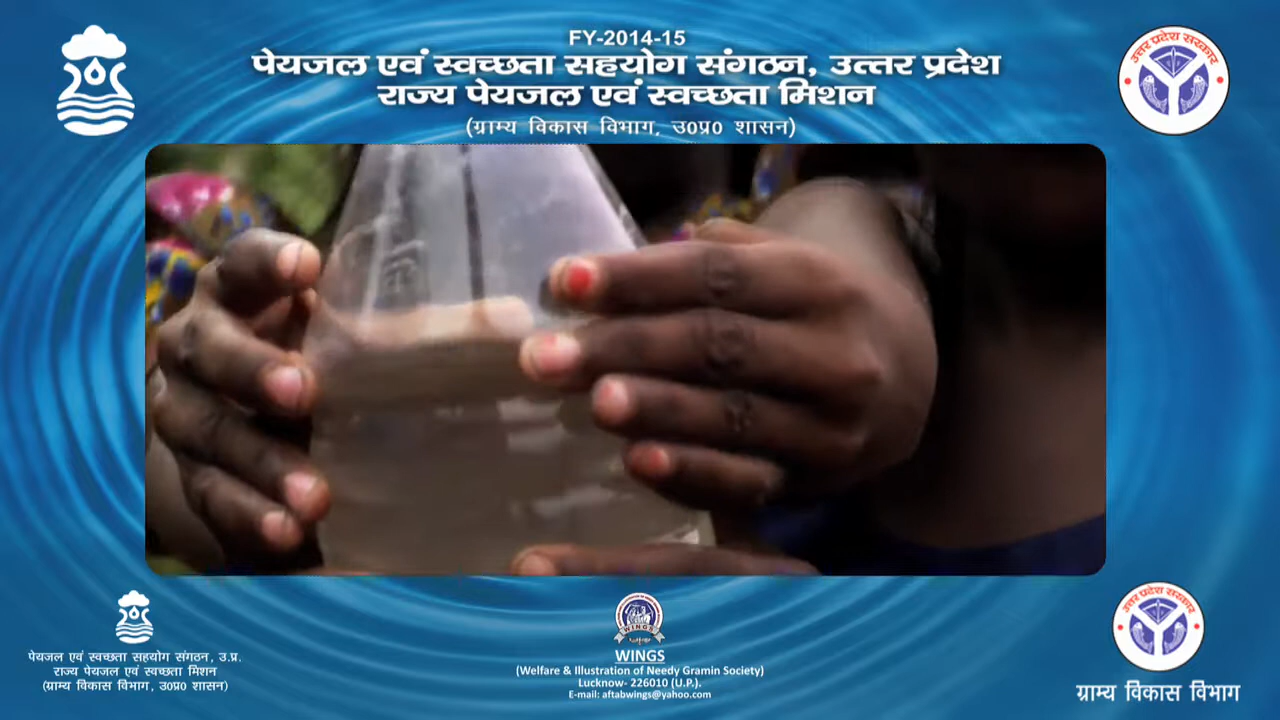 FY-2014-15
पेयजल एवं स्वच्छता सहयोग संगठन, उत्तर प्रदेश
राज्य पेयजल एवं स्वच्छता मिशन
(ग्राम्य विकास विभाग, उ0प्र0 शासन)
उत्तर प्रदेश सरकार
WINGS
पेयजल एवं स्वच्छता सहयोग संगठन, उ.प्र.
राज्य पेयजल एवं स्वच्छता मिशन
(ग्राम्य विकास विभाग, उ0प्र0 शासन)
WINGS
(Welfare & Illustration of Needy Gramin Society)
Lucknow- 226010 (U.P.).
E-mail: aftabwings@yahoo.com
उत्तर प्रदेश सरकार
ग्राम्य विकास विभाग